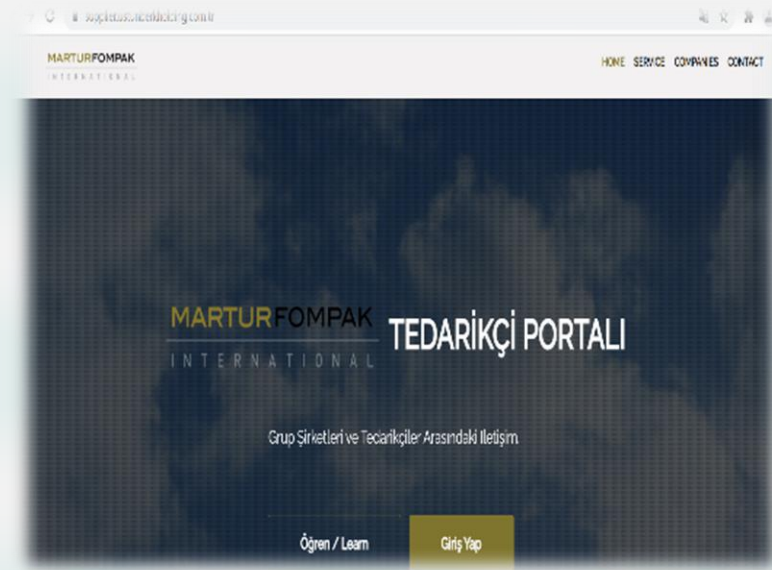 MARTURFOMPAK
INTERNATIONAL
HOME SERVICE COMPANIES CONTACT
MARTURFOMPAK
INTERNATIONAL
TEDARİKÇİ PORTALI
Grup Şirketleri ve Tedarikçiler Arasındaki Iletişim.
Öğren / Learn
Giriş Yap